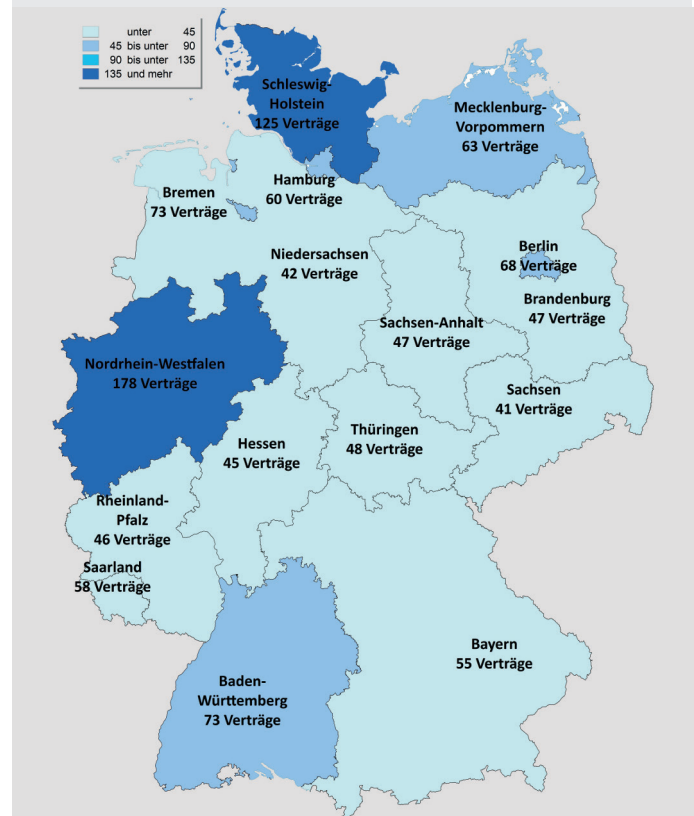 unter 45
45 bis unter 90
90 bis unter 135
135 und mehr
Schleswig-
Holstein
125 Verträge
Mecklenburg-
Vorpommern
63 Verträge
Hamburg
60 Verträge
Bremen
73 Verträge
Niedersachsen
42 Verträge
Berlin
68 Verträge
Brandenburg
47 Verträge
Sachsen-Anhalt
47 Verträge
Nordrhein-Westfalen
178 Verträge
Sachsen
41 Verträge
Thüringen
48 Verträge
Hessen
45 Verträge
Rheinland-
Pfalz
46 Verträge
Saarland
58 Verträge
Bayern
55 Verträge
Baden-
Württemberg
73 Verträge